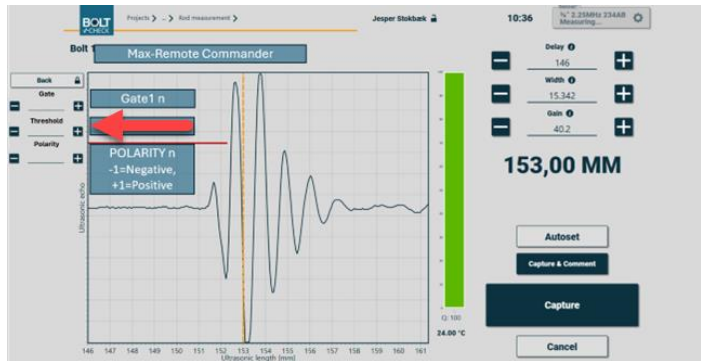 BOLT
CHECK
Projects > .. > Rod measurement >
Jesper Stokbæk
10:36
¾" 2.25MHz 234AB
Measuring...
Bolt 1
Max-Remote Commander
Back
Gate
Threshold
Polarity
Gate1 n
POLARITY n
-1=Negative,
+1=Positive
Ultrasonic echo
146 147 148 149 150 151 152 153 154 155 156 157 158 159 160 161
Ultrasonic length (mm)
Q: 100
24.00 °C
Delay
146
Width
15.342
Gain
40.2
153,00 MM
Autoset
Capture & Comment
Capture
Cancel